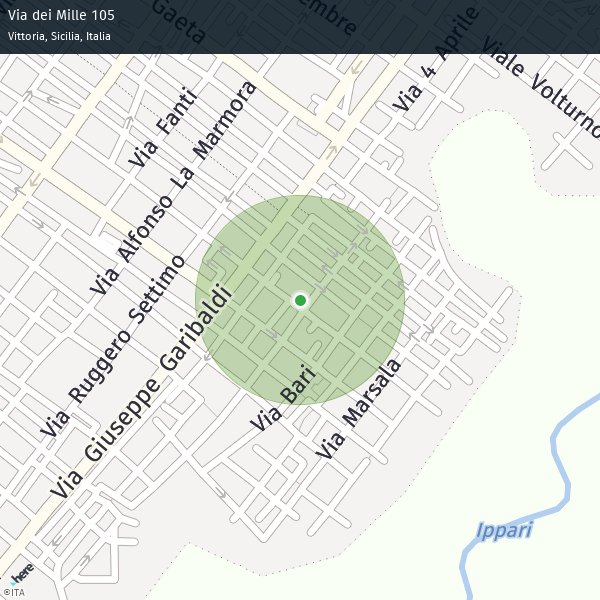 Via dei Mille 105
Vittoria, Sicilia, Italia
Gaeta
Via 4 Aprile
Viale Volturno
Via Fanti
Via Alfonso La Marmora
Via Ruggero Settimo
Via Giuseppe Garibaldi
Via Bari
Via Marsala
Ippari
here
©ITA